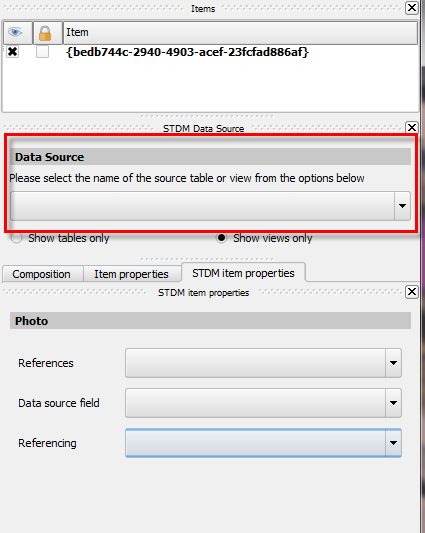 Items
Item
{bedb744c-2940-4903-acef-23fcfad886af}
STDM Data Source
Data Source
Please select the name of the source table or view from the options below
Show tables only Show views only
Composition Item properties STDM item properties
STDM item properties
Photo
References
Data source field
Referencing